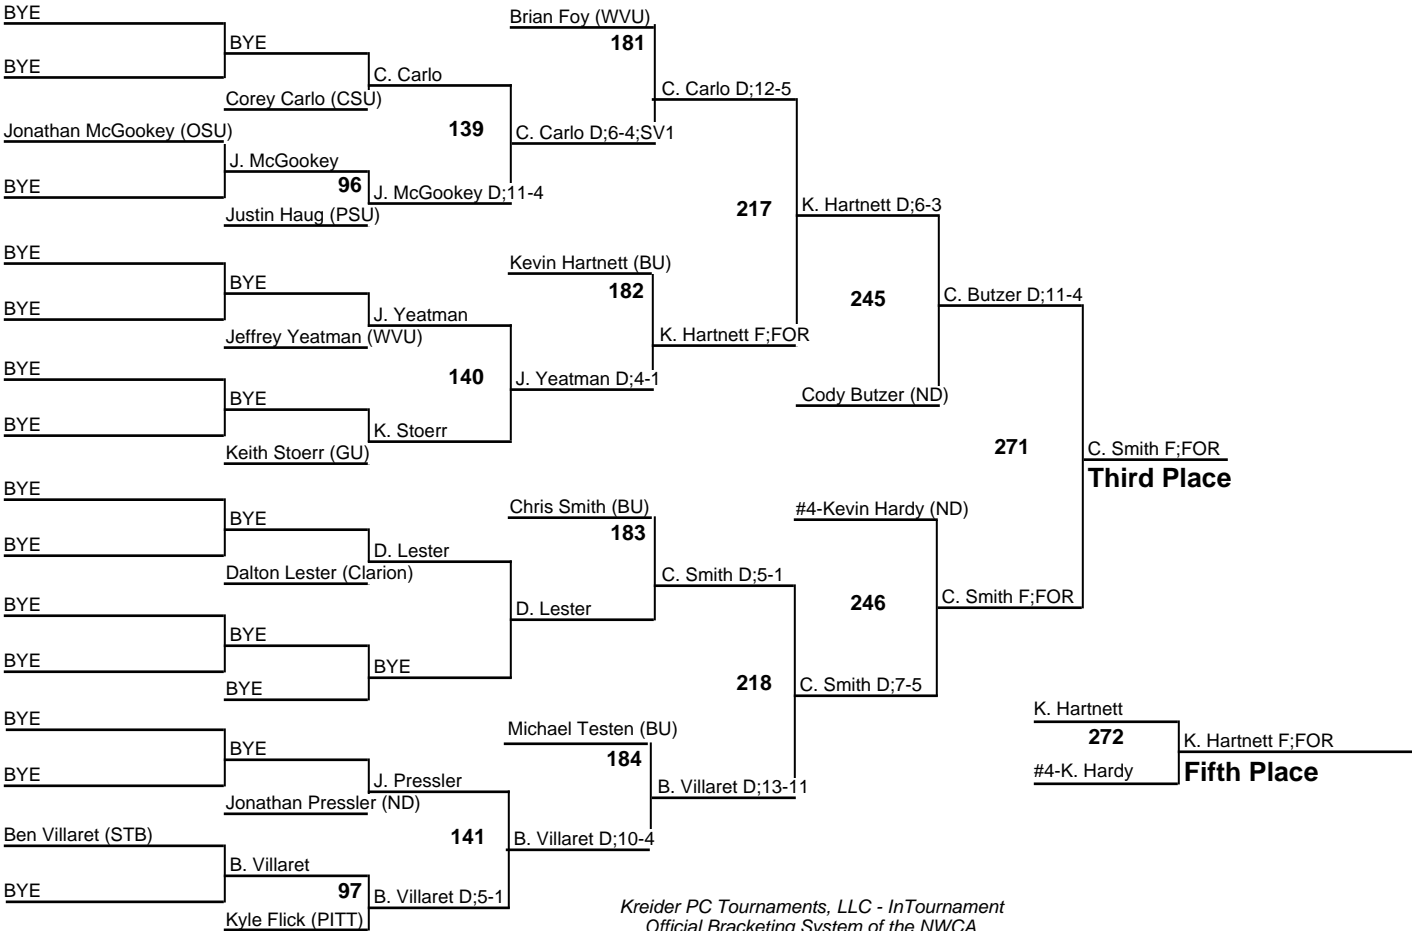 BYE
Brian Foy (WVU)
181
BYE
BYE
C. Carlo
C. Carlo D;12-5
Corey Carlo (CSU)
Jonathan McGookey (OSU)
139
C. Carlo D;6-4;SV1
J. McGookey
BYE
96
J. McGookey D;11-4
Justin Haug (PSU)
217
K. Hartnett D;6-3
BYE
Kevin Hartnett (BU)
BYE
182
245
C. Butzer D;11-4
BYE
J. Yeatman
Jeffrey Yeatman (WVU)
K. Hartnett F;FOR
BYE
140
J. Yeatman D;4-1
BYE
Cody Butzer (ND)
BYE
K. Stoerr
Keith Stoerr (GU)
271
C. Smith F;FOR
Third Place
BYE
Chris Smith (BU)
#4-Kevin Hardy (ND)
BYE
183
BYE
D. Lester
Dalton Lester (Clarion)
C. Smith D;5-1
BYE
D. Lester
246
C. Smith F;FOR
BYE
BYE
BYE
BYE
218
C. Smith D;7-5
K. Hartnett
BYE
Michael Testen (BU)
272
K. Hartnett F;FOR
BYE
184
#4-K. Hardy
Fifth Place
BYE
J. Pressler
B. Villaret D;13-11
Jonathan Pressler (ND)
Ben Villaret (STB)
141
B. Villaret D;10-4
B. Villaret
BYE
97
B. Villaret D;5-1
Kyle Flick (PITT)
Kreider PC Tournaments, LLC - InTournament
Official Bracketing System of the NWCA